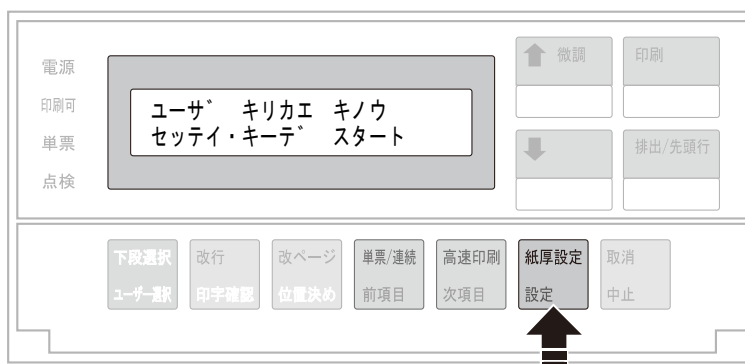 電源
印刷可
単票
点検
ユーザ゛ キリカエ キノウ
セッテイ・キーデ゛ スタート
微調
印刷
排出/先頭行
下段選択
ユーザー選択
改行
印字確認
改ページ
位置決め
単票/連続
前項目
高速印刷
次項目
紙厚設定
設定
取消
中止